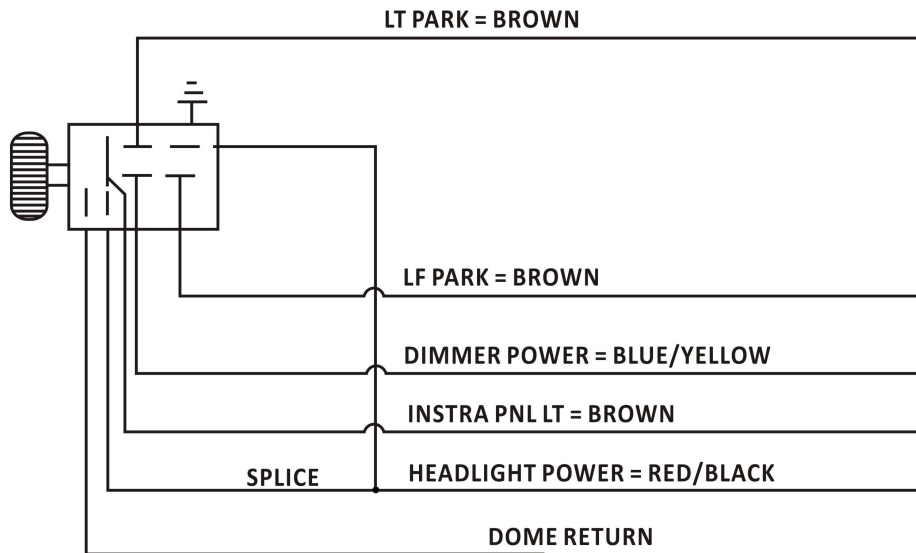 LT PARK = BROWN
LF PARK = BROWN
DIMMER POWER = BLUE/YELLOW
INSTRA PNL LT = BROWN
SPLICE
HEADLIGHT POWER = RED/BLACK
DOME RETURN